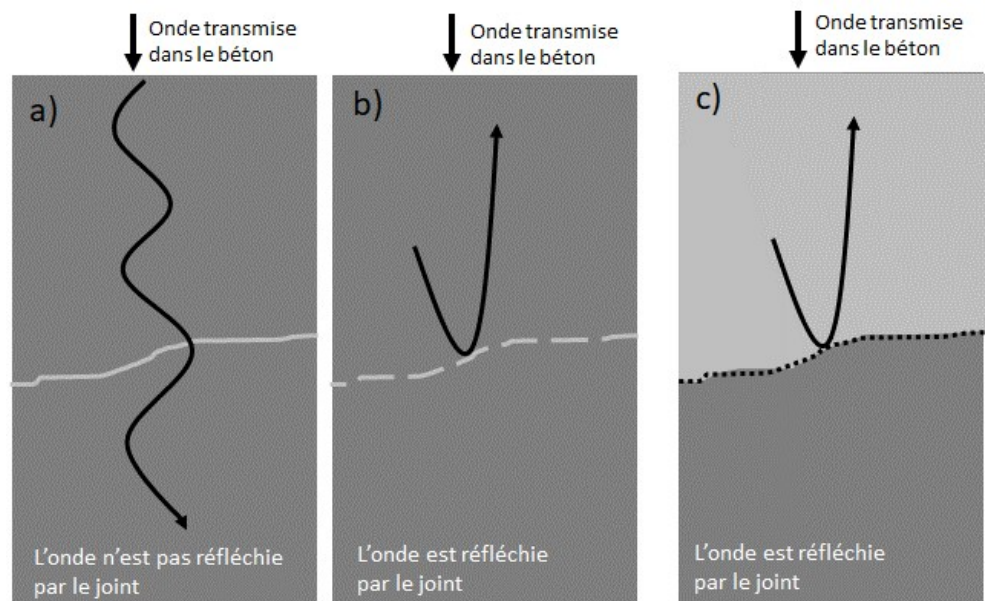 Onde transmise
dans le béton
Onde transmise
dans le béton
Onde transmise
dans le béton
a)
b)
c)
L'onde n'est pas réfléchie
par le joint
L'onde est réfléchie
par le joint
L'onde est réfléchie
par le joint